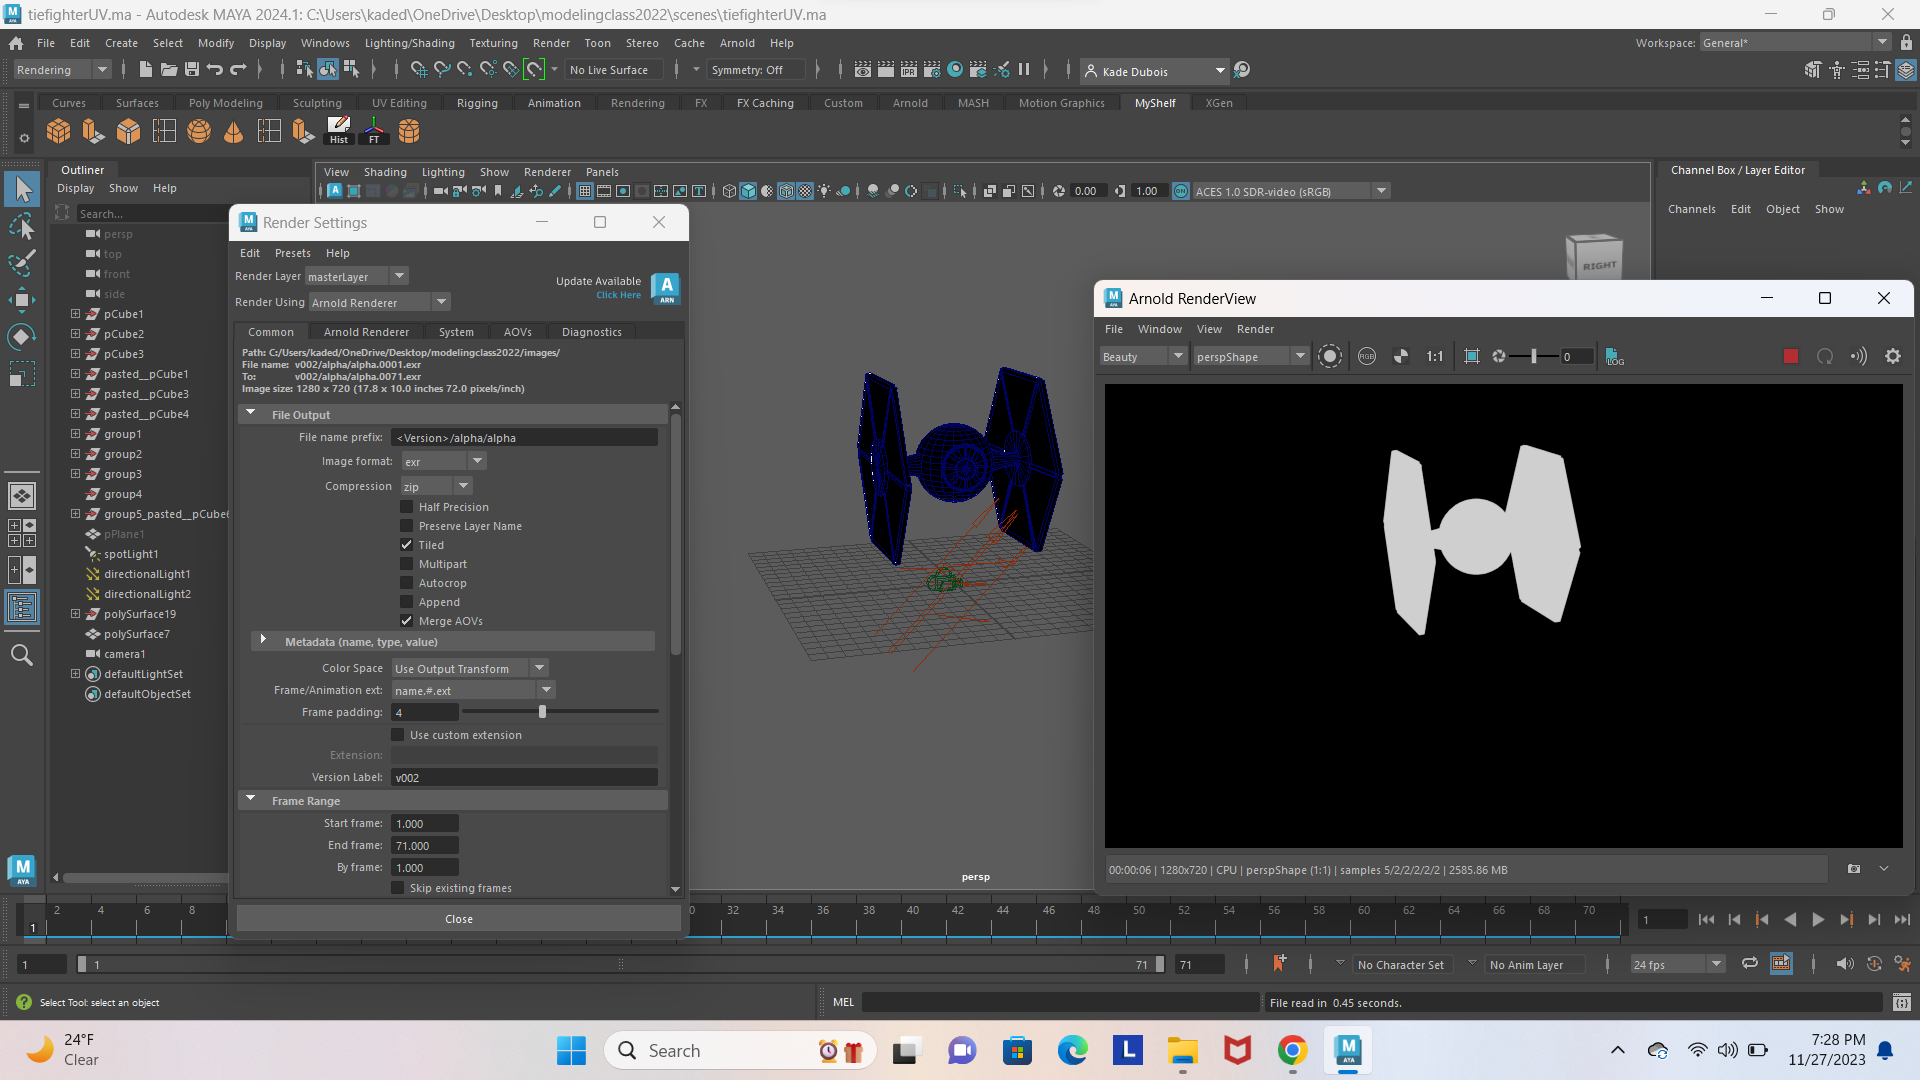 tiefighterUV.ma - Autodesk MAYA 2024.1: C:\Users\kaded\OneDrive\Desktop\modelingclass2022\scenes\tiefighterUV.ma
File Edit Create Select Modify Display Windows Lighting/Shading Texturing Render Toon Stereo Cache Arnold Help
Workspace: General*
Rendering
No Live Surface
Symmetry: Off
IPR
Kade Dubois
Curves Surfaces Poly Modeling Sculpting UV Editing Rigging Animation Rendering FX FX Caching Custom Arnold MASH Motion Graphics MyShelf XGen
Hist FT
Outliner
Display Show Help
Search...
persp
top
front
side
pCube1
pCube2
pCube3
pasted__pCube1
pasted__pCube3
pasted__pCube4
group1
group2
group3
group4
group5_pasted__pCube6
pPlane1
spotLight1
directionalLight1
directionalLight2
polySurface19
polySurface7
camera1
defaultLightSet
defaultObjectSet
View Shading Lighting Show Renderer Panels
0.00 1.00 ACES 1.0 SDR-video (sRGB)
RIGHT
persp
Channel Box / Layer Editor
Channels Edit Object Show
Render Settings
Edit Presets Help
Render Layer masterLayer
Render Using Arnold Renderer
Update Available
Click Here
A
ARN
Common Arnold Renderer System AOVs Diagnostics
Path: C:/Users/kaded/OneDrive/Desktop/modelingclass2022/images/
File name: v002/alpha/alpha.0001.exr
To: v002/alpha/alpha.0071.exr
Image size: 1280 x 720 (17.8 x 10.0 inches 72.0 pixels/inch)
File Output
File name prefix: <Version>/alpha/alpha
Image format: exr
Compression zip
Half Precision
Preserve Layer Name
Tiled
Multipart
Autocrop
Append
Merge AOVs
Metadata (name, type, value)
Color Space Use Output Transform
Frame/Animation ext: name.#.ext
Frame padding: 4
Use custom extension
Extension:
Version Label: v002
Frame Range
Start frame: 1.000
End frame: 71.000
By frame: 1.000
Skip existing frames
Close
Arnold RenderView
File Window View Render
Beauty perspShape RGB 1:1 0 LOG
00:00:06 | 1280x720 | CPU | perspShape (1:1) | samples 5/2/2/2/2/2 | 2585.86 MB
1 2 4 6 8 0 32 34 36 38 40 42 44 46 48 50 52 54 56 58 60 62 64 66 68 70
1
1 1 71 71
No Character Set No Anim Layer 24 fps
Select Tool: select an object
MEL
File read in 0.45 seconds.
24°F
Clear
Search
L
M
AYA
7:28 PM
11/27/2023